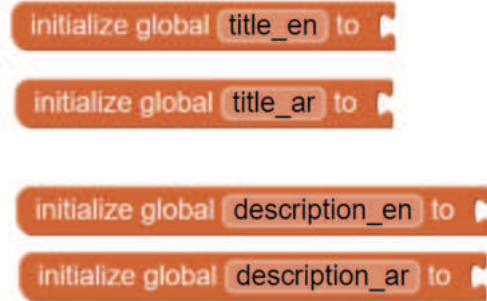 initialize global title_en to
initialize global title_ar to
initialize global description_en to
initialize global description_ar to